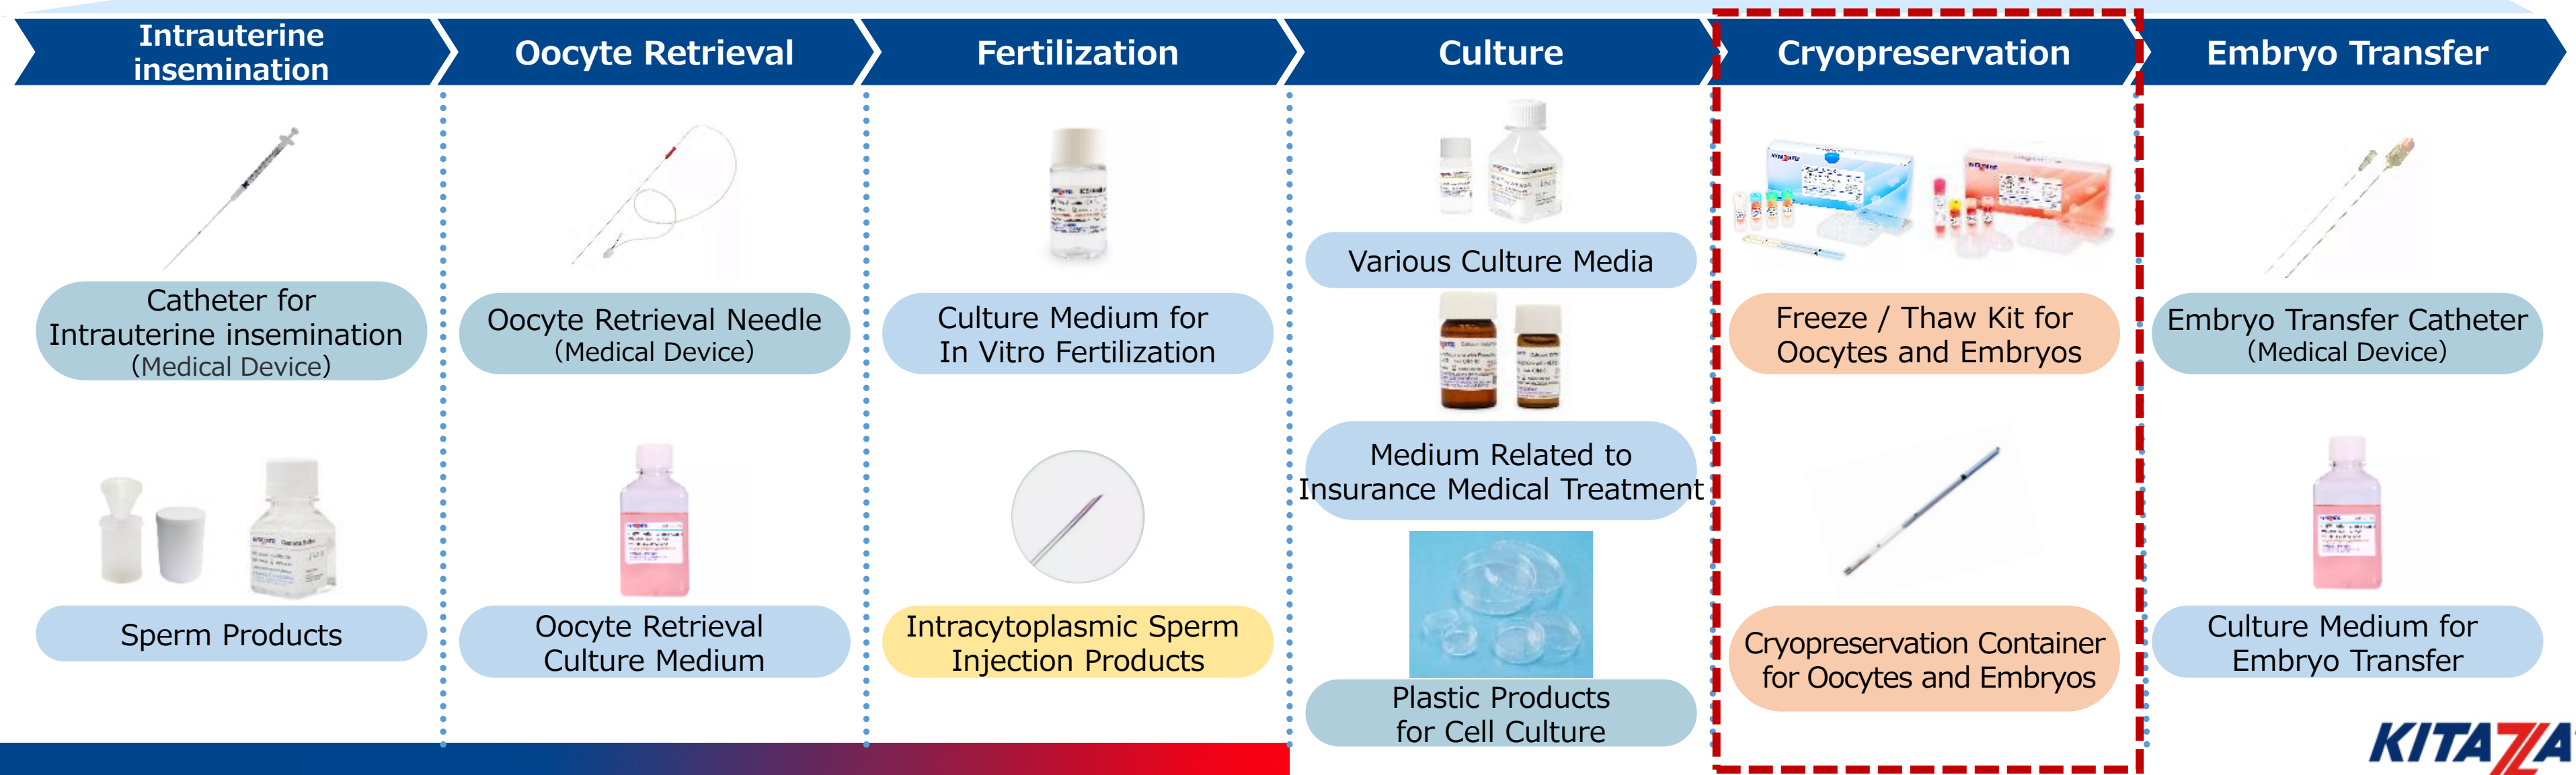 Intrauterine
insemination
Oocyte Retrieval
Fertilization
Culture
Cryopreservation
Embryo Transfer
Catheter for
Intrauterine insemination
（Medical Device）
Sperm Products
Oocyte Retrieval Needle
（Medical Device）
Oocyte Retrieval
Culture Medium
Culture Medium for
In Vitro Fertilization
Intracytoplasmic Sperm
Injection Products
Various Culture Media
Medium Related to
Insurance Medical Treatment
Plastic Products
for Cell Culture
KITAZATO
Freeze / Thaw Kit for
Oocytes and Embryos
Cryopreservation Container
for Oocytes and Embryos
Embryo Transfer Catheter
（Medical Device）
Culture Medium for
Embryo Transfer
KITAZA